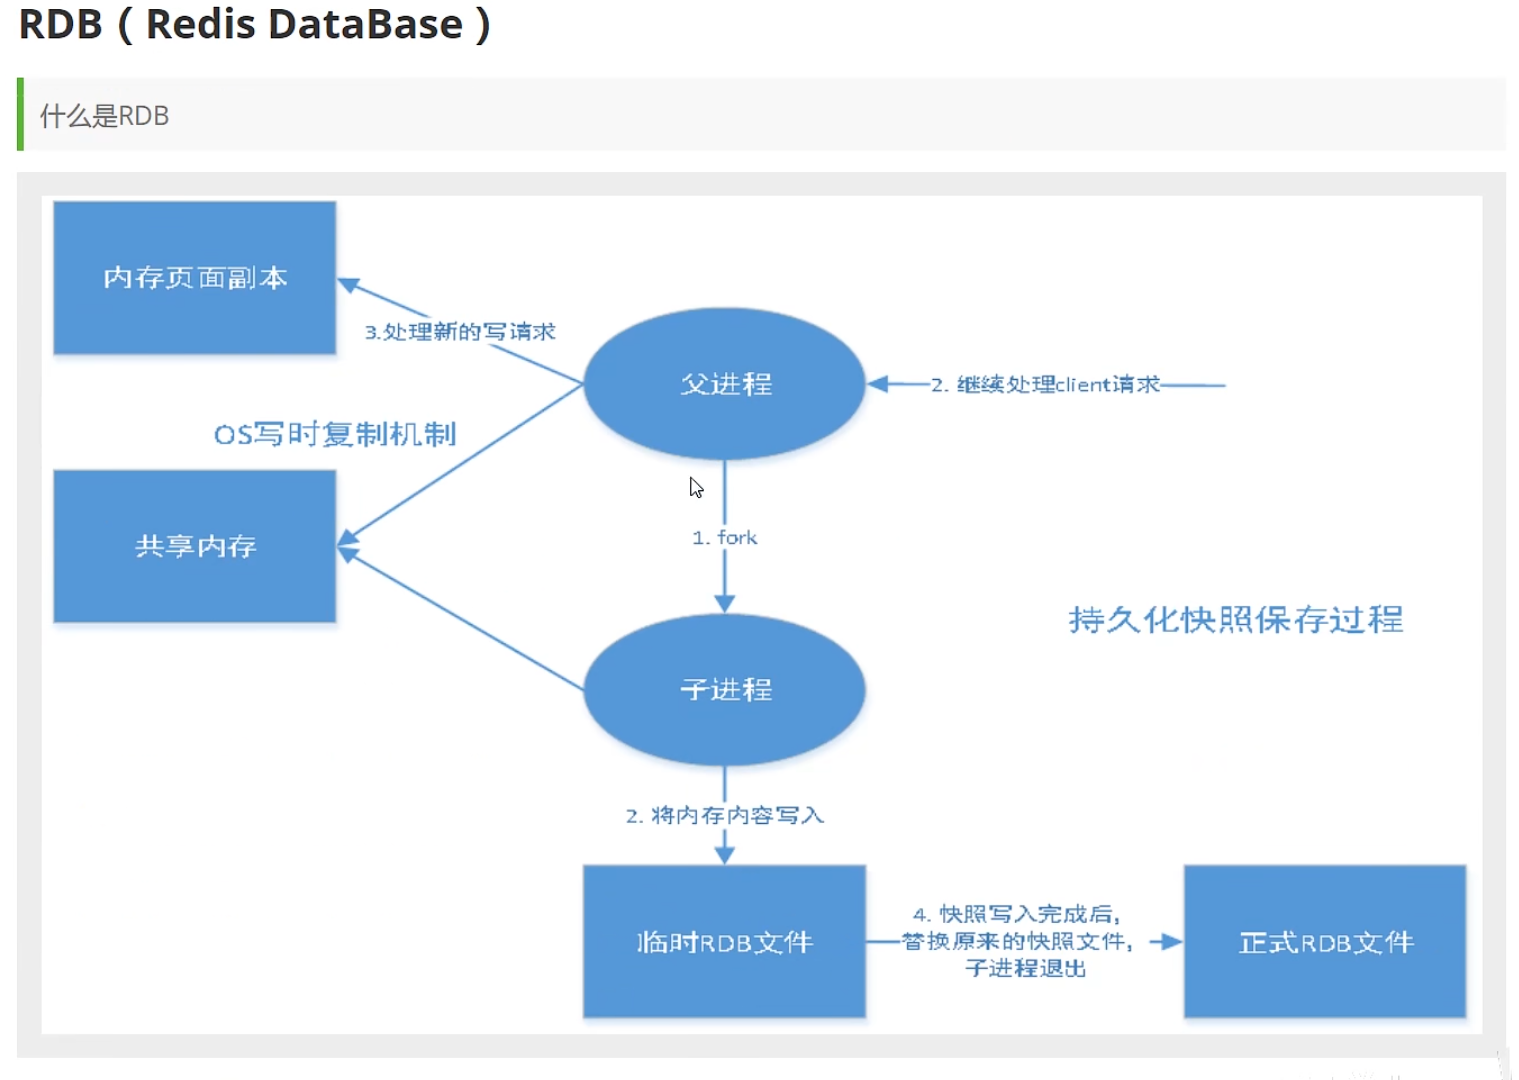 RDB（Redis DataBase）
什么是RDB
内存页面副本
3.处理新的写请求
父进程
2. 继续处理client请求
OS写时复制机制
共享内存
1. fork
持久化快照保存过程
子进程
2. 将内存内容写入
临时RDB文件
4. 快照写入完成后,
替换原来的快照文件,
子进程退出
正式RDB文件